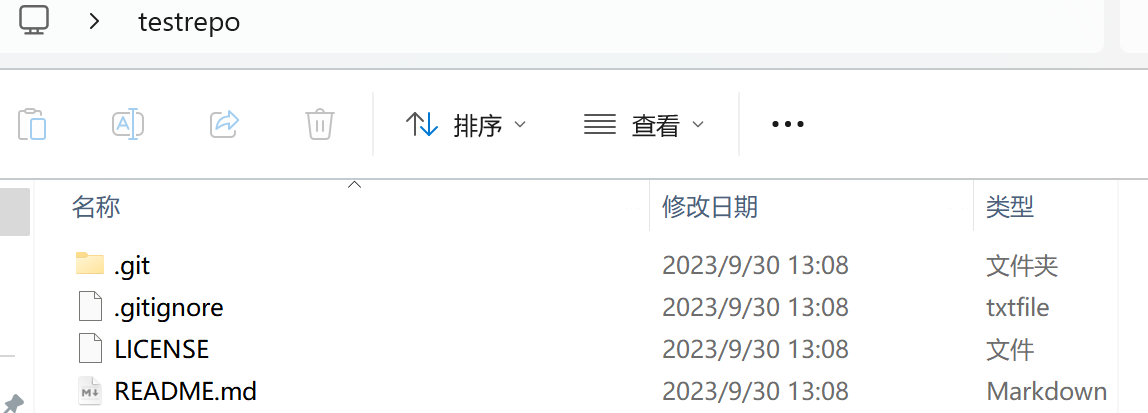 testrepo
排序 查看
名称 修改日期 类型
.git 2023/9/30 13:08 文件夹
.gitignore 2023/9/30 13:08 txtfile
LICENSE 2023/9/30 13:08 文件
README.md 2023/9/30 13:08 Markdown